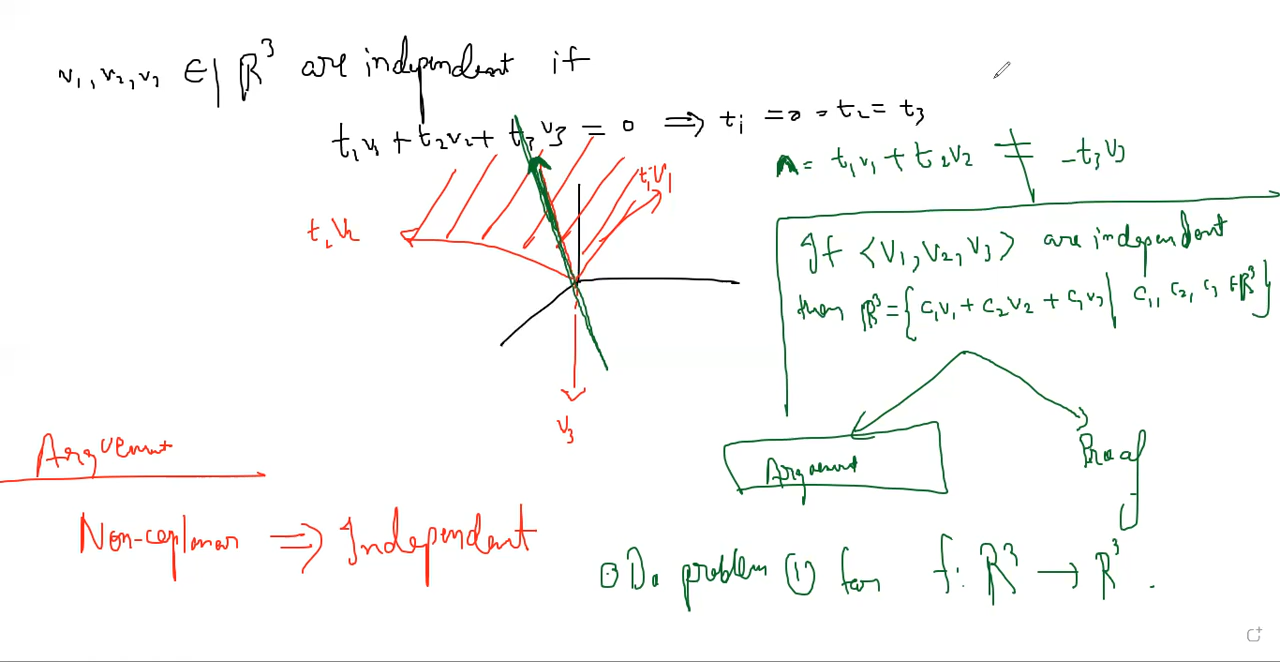 v₁, v₂, v₃ ∈ ℝ³ are independent if
t₁v₁ + t₂v₂ + t₃v₃ = 0 ⟹ t₁ = 0 = t₂ = t₃
t₁v₁
t₂v₂
v₃
= t₁v₁ + t₂v₂ ≠ -t₃v₃
If <v₁, v₂, v₃> are independent
then ℝ³ = {c₁v₁ + c₂v₂ + c₃v₃ | c₁, c₂, c₃ ∈ ℝ³}
Arguement
Proof
Arguement
Non-coplanar ⟹ Independent
Do problem (1) for f: ℝ³ → ℝ³.